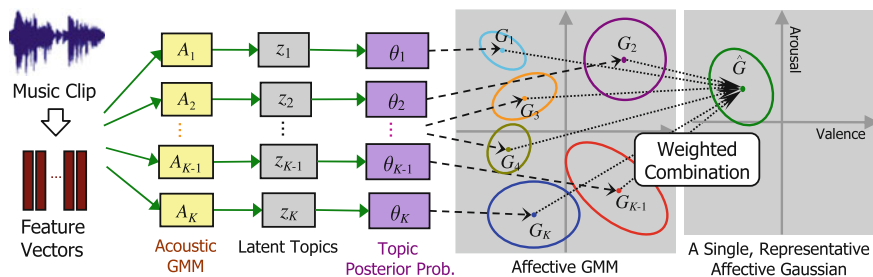 Music Clip
Feature
Vectors
A1
A2
AK-1
AK
Acoustic
GMM
z1
z2
zK-1
zK
Latent Topics
θ1
θ2
θK-1
θK
Topic
Posterior Prob.
G1
G2
G3
G4
GK-1
GK
Affective GMM
Weighted
Combination
Ĝ
Arousal
Valence
A Single, Representative
Affective Gaussian